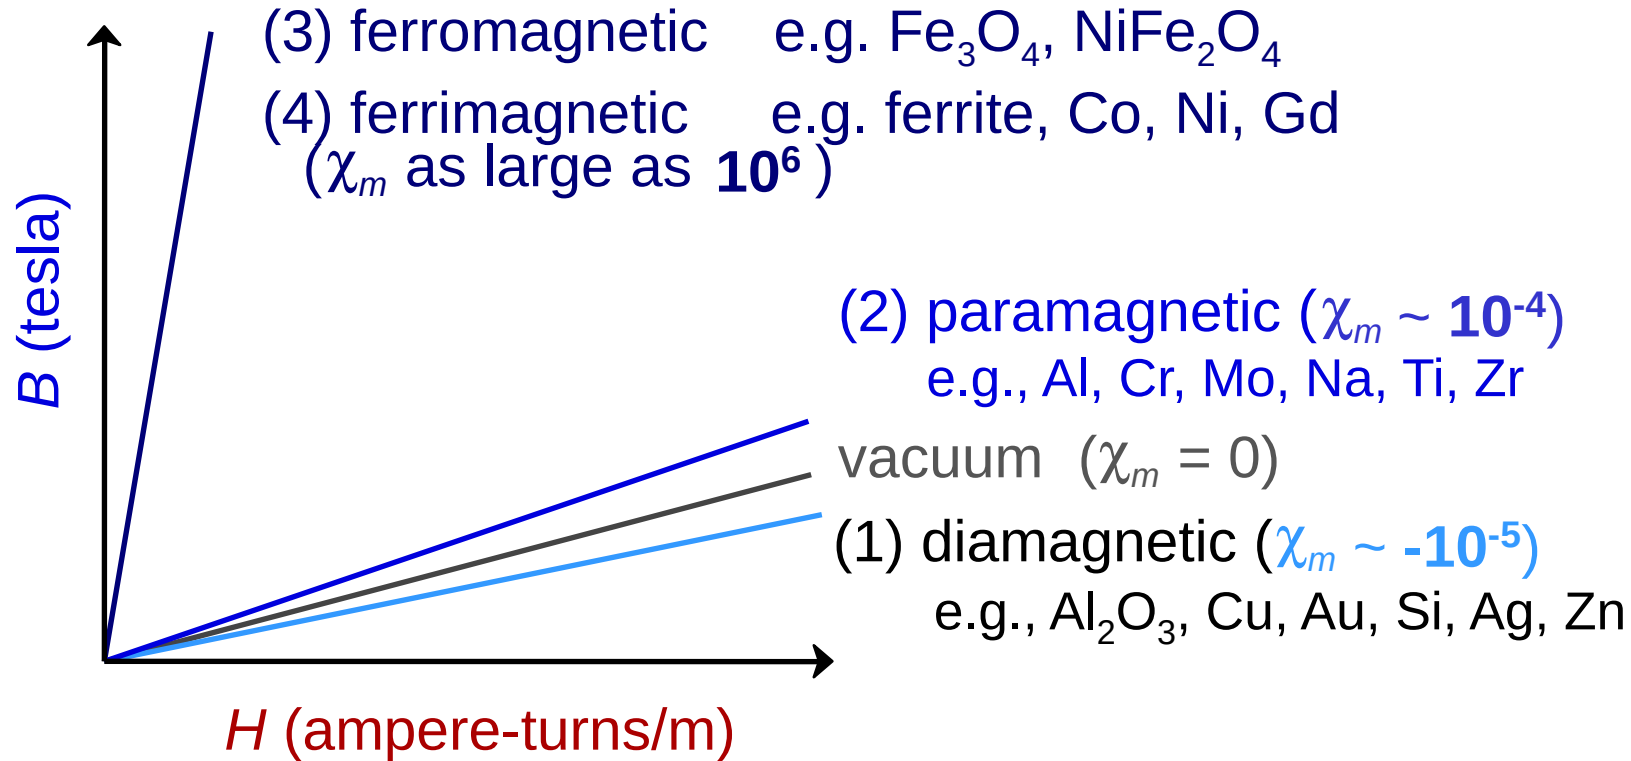 (3) ferromagnetic e.g. Fe₃O₄, NiFe₂O₄
(4) ferrimagnetic e.g. ferrite, Co, Ni, Gd
(χₘ as large as 10⁶ )
B (tesla)
(2) paramagnetic (χₘ ~ 10⁻⁴)
e.g., Al, Cr, Mo, Na, Ti, Zr
vacuum (χₘ = 0)
(1) diamagnetic (χₘ ~ -10⁻⁵)
e.g., Al₂O₃, Cu, Au, Si, Ag, Zn
H (ampere-turns/m)